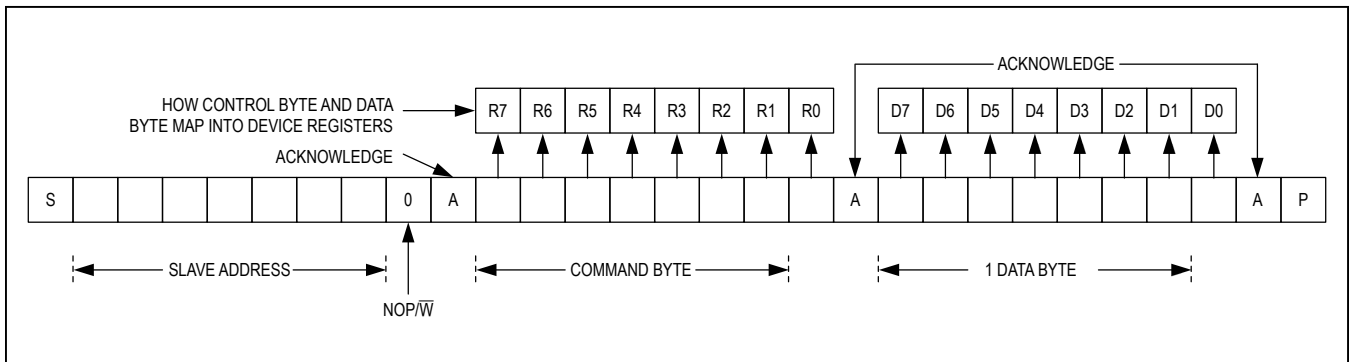 ACKNOWLEDGE
HOW CONTROL BYTE AND DATA
BYTE MAP INTO DEVICE REGISTERS
R7 R6 R5 R4 R3 R2 R1 R0
D7 D6 D5 D4 D3 D2 D1 D0
ACKNOWLEDGE
S 0 A A A P
SLAVE ADDRESS COMMAND BYTE 1 DATA BYTE
NOP/W̅